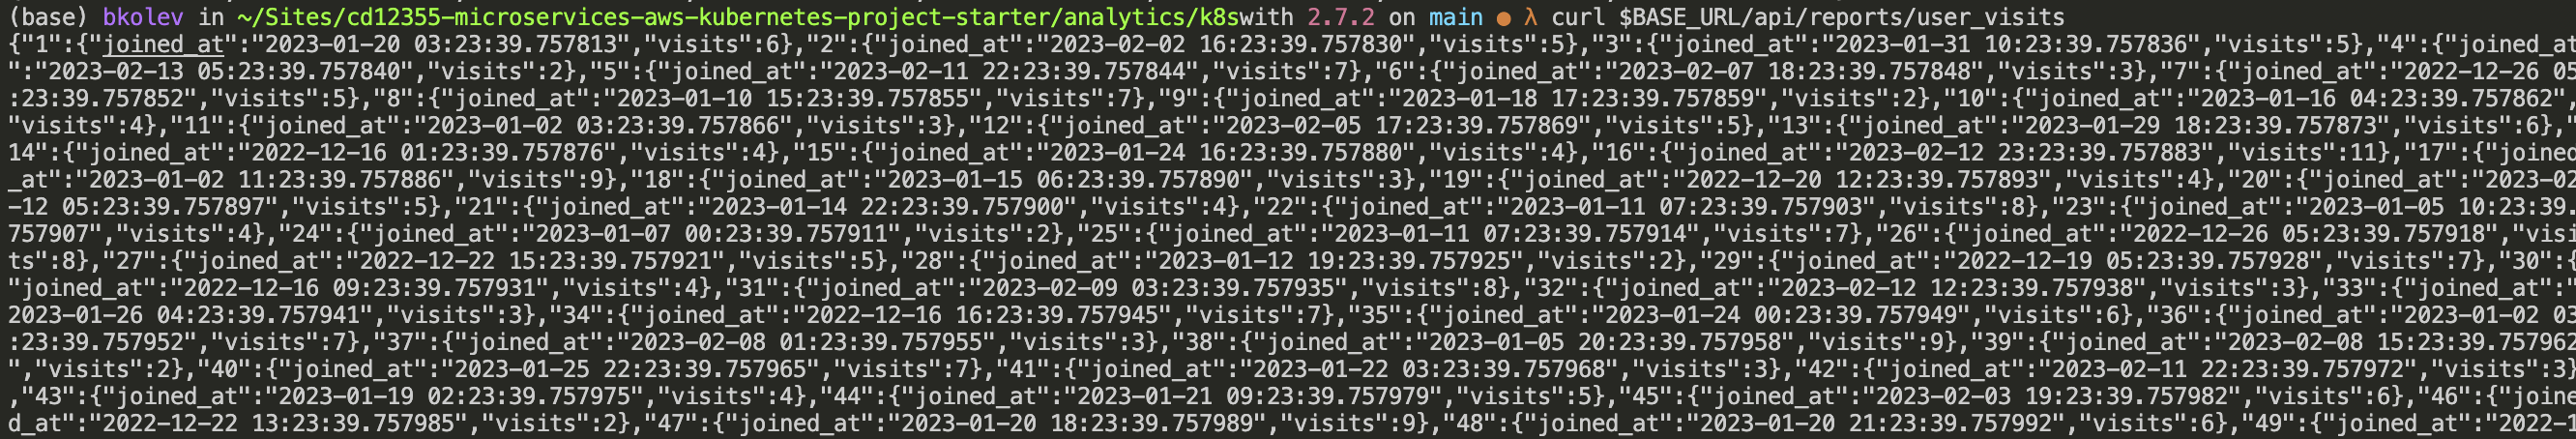 (base) bkolev in ~/Sites/cd12355-microservices-aws-kubernetes-project-starter/analytics/k8swith 2.7.2 on main ● λ curl $BASE_URL/api/reports/user_visits
{"1":{"joined_at":"2023-01-20 03:23:39.757813","visits":6},"2":{"joined_at":"2023-02-02 16:23:39.757830","visits":5},"3":{"joined_at":"2023-01-31 10:23:39.757836","visits":5},"4":{"joined_at
":"2023-02-13 05:23:39.757840","visits":2},"5":{"joined_at":"2023-02-11 22:23:39.757844","visits":7},"6":{"joined_at":"2023-02-07 18:23:39.757848","visits":3},"7":{"joined_at":"2022-12-26 05
:23:39.757852","visits":5},"8":{"joined_at":"2023-01-10 15:23:39.757855","visits":7},"9":{"joined_at":"2023-01-18 17:23:39.757859","visits":2},"10":{"joined_at":"2023-01-16 04:23:39.757862",
"visits":4},"11":{"joined_at":"2023-01-02 03:23:39.757866","visits":3},"12":{"joined_at":"2023-02-05 17:23:39.757869","visits":5},"13":{"joined_at":"2023-01-29 18:23:39.757873","visits":6},"
14":{"joined_at":"2022-12-16 01:23:39.757876","visits":4},"15":{"joined_at":"2023-01-24 16:23:39.757880","visits":4},"16":{"joined_at":"2023-02-12 23:23:39.757883","visits":11},"17":{"joined
_at":"2023-01-02 11:23:39.757886","visits":9},"18":{"joined_at":"2023-01-15 06:23:39.757890","visits":3},"19":{"joined_at":"2022-12-20 12:23:39.757893","visits":4},"20":{"joined_at":"2023-02
-12 05:23:39.757897","visits":5},"21":{"joined_at":"2023-01-14 22:23:39.757900","visits":4},"22":{"joined_at":"2023-01-11 07:23:39.757903","visits":8},"23":{"joined_at":"2023-01-05 10:23:39.
757907","visits":4},"24":{"joined_at":"2023-01-07 00:23:39.757911","visits":2},"25":{"joined_at":"2023-01-11 07:23:39.757914","visits":7},"26":{"joined_at":"2022-12-26 05:23:39.757918","visi
ts":8},"27":{"joined_at":"2022-12-22 15:23:39.757921","visits":5},"28":{"joined_at":"2023-01-12 19:23:39.757925","visits":2},"29":{"joined_at":"2022-12-19 05:23:39.757928","visits":7},"30":{
"joined_at":"2022-12-16 09:23:39.757931","visits":4},"31":{"joined_at":"2023-02-09 03:23:39.757935","visits":8},"32":{"joined_at":"2023-02-12 12:23:39.757938","visits":3},"33":{"joined_at":"
2023-01-26 04:23:39.757941","visits":3},"34":{"joined_at":"2022-12-16 16:23:39.757945","visits":7},"35":{"joined_at":"2023-01-24 00:23:39.757949","visits":6},"36":{"joined_at":"2023-01-02 03
:23:39.757952","visits":7},"37":{"joined_at":"2023-02-08 01:23:39.757955","visits":3},"38":{"joined_at":"2023-01-05 20:23:39.757958","visits":9},"39":{"joined_at":"2023-02-08 15:23:39.757962
","visits":2},"40":{"joined_at":"2023-01-25 22:23:39.757965","visits":7},"41":{"joined_at":"2023-01-22 03:23:39.757968","visits":3},"42":{"joined_at":"2023-02-11 22:23:39.757972","visits":3}
,"43":{"joined_at":"2023-01-19 02:23:39.757975","visits":4},"44":{"joined_at":"2023-01-21 09:23:39.757979","visits":5},"45":{"joined_at":"2023-02-03 19:23:39.757982","visits":6},"46":{"joine
d_at":"2022-12-22 13:23:39.757985","visits":2},"47":{"joined_at":"2023-01-20 18:23:39.757989","visits":9},"48":{"joined_at":"2023-01-20 21:23:39.757992","visits":6},"49":{"joined_at":"2022-1